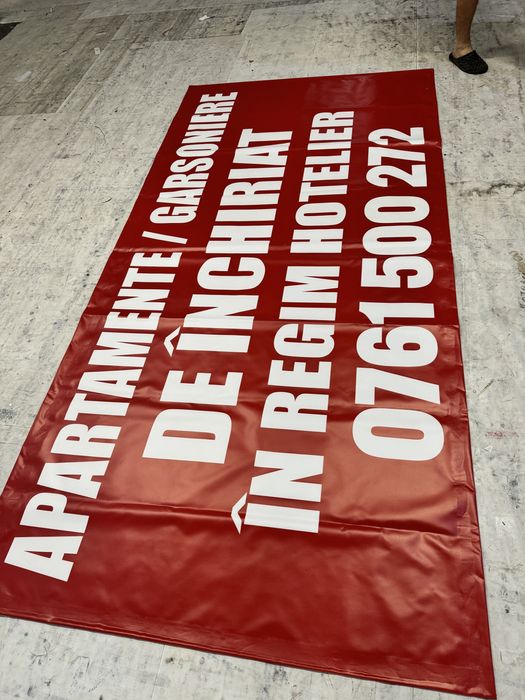 APARTAMENTE / GARSONIERE
DE ÎNCHIRIAT
ÎN REGIM HOTELIER
0761 500 272